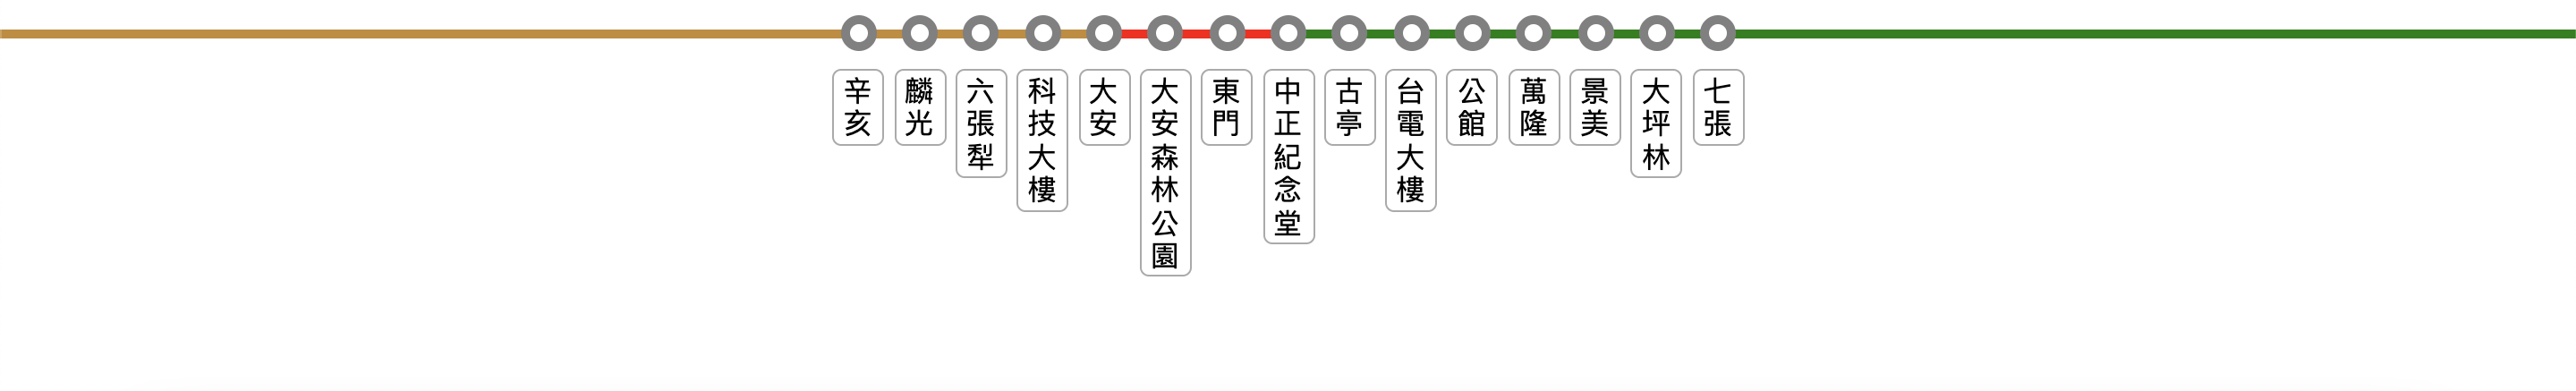 辛亥
麟光
六張犁
科技大樓
大安
大安森林公園
東門
中正紀念堂
古亭
台電大樓
公館
萬隆
景美
大坪林
七張